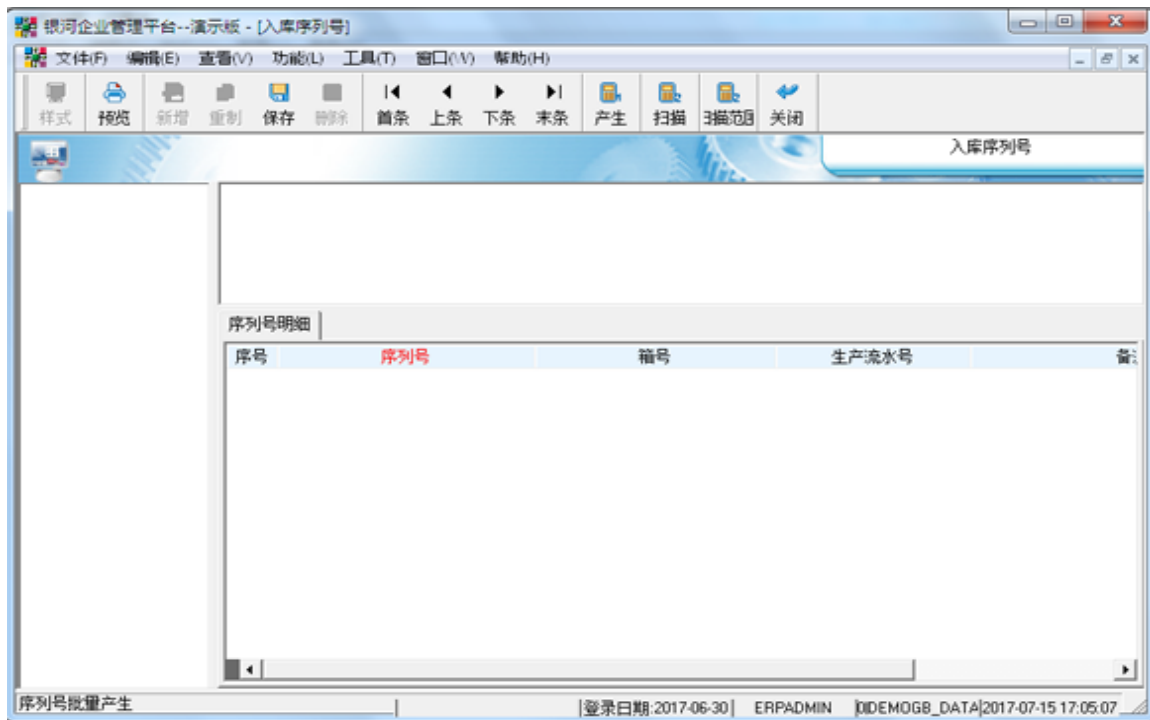 银河企业管理平台--演示版 - [入库序列号]
文件(F) 编辑(E) 查看(V) 功能(L) 工具(T) 窗口(W) 帮助(H)
样式 预览 新增 重制 保存 删除 首条 上条 下条 末条 产生 扫描 扫描范围 关闭
入库序列号
序列号明细
序号 序列号 箱号 生产流水号 备注
序列号批量产生 登录日期:2017-06-30 ERPADMIN DEMOGB_DATA 2017-07-15 17:05:07